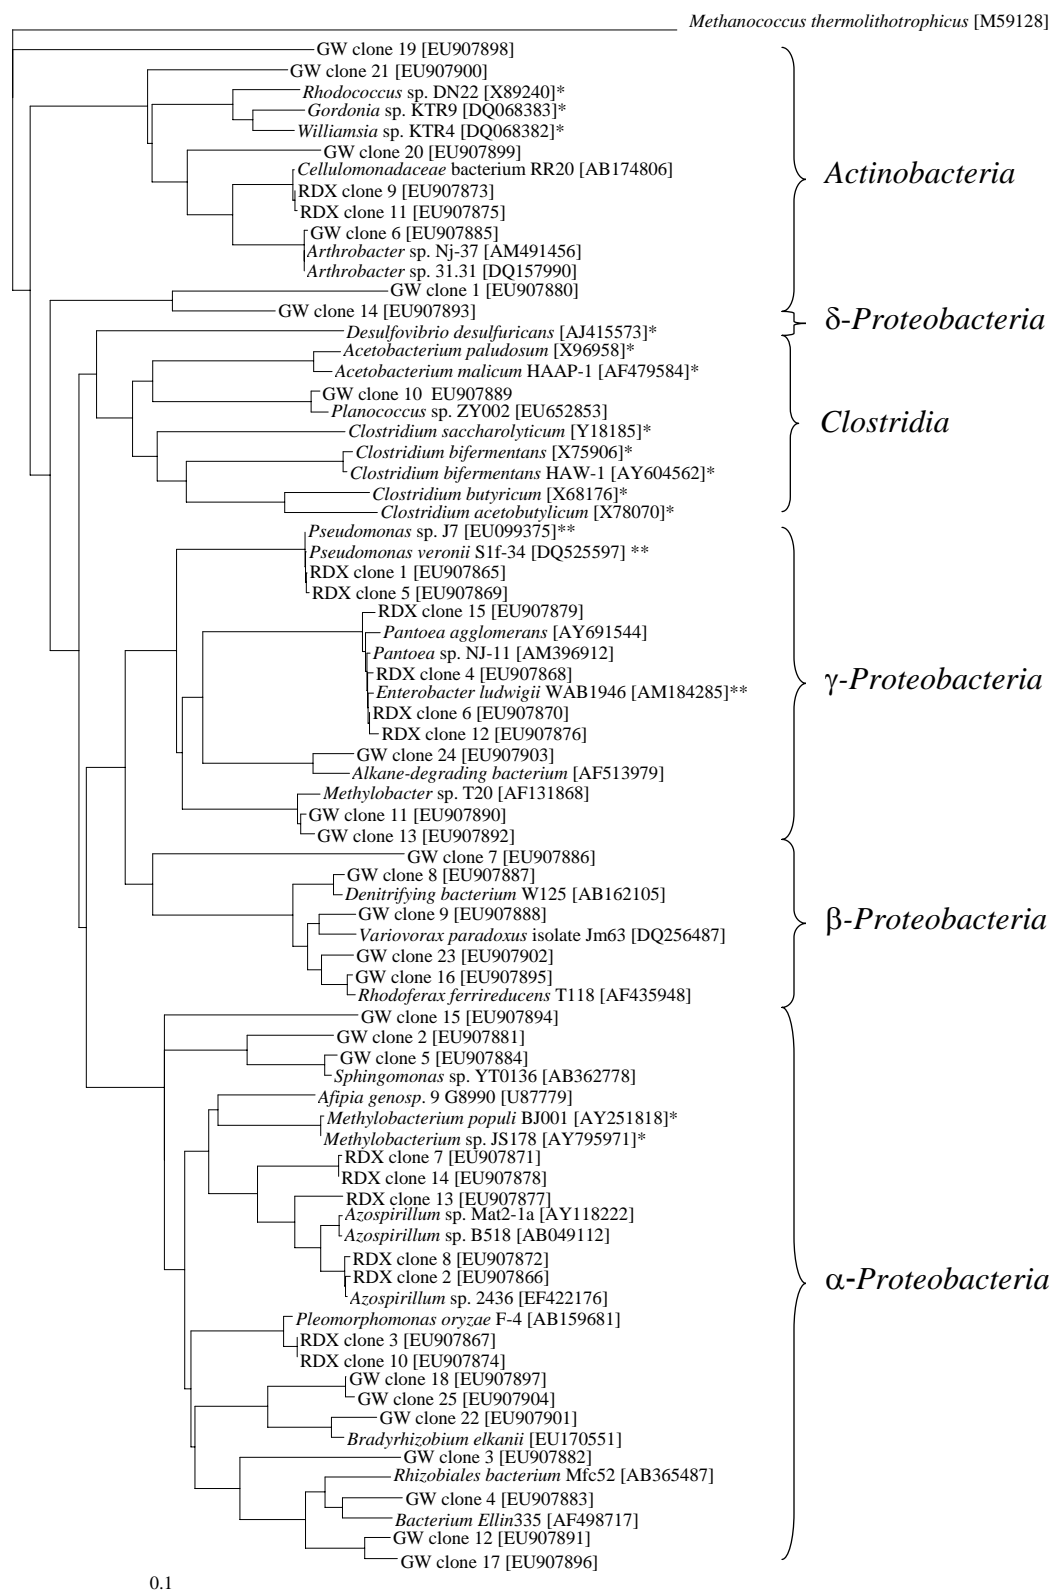 Methanococcus thermolithotrophicus [M59128]
GW clone 19 [EU907898]
GW clone 21 [EU907900]
Rhodococcus sp. DN22 [X89240]*
Gordonia sp. KTR9 [DQ068383]*
Williamsia sp. KTR4 [DQ068382]*
GW clone 20 [EU907899]
Cellulomonadaceae bacterium RR20 [AB174806]
Actinobacteria
RDX clone 9 [EU907873]
RDX clone 11 [EU907875]
GW clone 6 [EU907885]
Arthrobacter sp. Nj-37 [AM491456]
Arthrobacter sp. 31.31 [DQ157990]
GW clone 1 [EU907880]
GW clone 14 [EU907893]
δ-Proteobacteria
Desulfovibrio desulfuricans [AJ415573]*
Acetobacterium paludosum [X96958]*
Acetobacterium malicum HAAP-1 [AF479584]*
GW clone 10 EU907889
Planococcus sp. ZY002 [EU652853]
Clostridia
Clostridium saccharolyticum [Y18185]*
Clostridium bifermentans [X75906]*
Clostridium bifermentans HAW-1 [AY604562]*
Clostridium butyricum [X68176]*
Clostridium acetobutylicum [X78070]*
Pseudomonas sp. J7 [EU099375]**
Pseudomonas veronii S1f-34 [DQ525597] **
RDX clone 1 [EU907865]
RDX clone 5 [EU907869]
RDX clone 15 [EU907879]
Pantoea agglomerans [AY691544]
Pantoea sp. NJ-11 [AM396912]
RDX clone 4 [EU907868]
γ-Proteobacteria
Enterobacter ludwigii WAB1946 [AM184285]**
RDX clone 6 [EU907870]
RDX clone 12 [EU907876]
GW clone 24 [EU907903]
Alkane-degrading bacterium [AF513979]
Methylobacter sp. T20 [AF131868]
GW clone 11 [EU907890]
GW clone 13 [EU907892]
GW clone 7 [EU907886]
GW clone 8 [EU907887]
Denitrifying bacterium W125 [AB162105]
GW clone 9 [EU907888]
β-Proteobacteria
Variovorax paradoxus isolate Jm63 [DQ256487]
GW clone 23 [EU907902]
GW clone 16 [EU907895]
Rhodoferax ferrireducens T118 [AF435948]
GW clone 15 [EU907894]
GW clone 2 [EU907881]
GW clone 5 [EU907884]
Sphingomonas sp. YT0136 [AB362778]
Afipia genosp. 9 G8990 [U87779]
Methylobacterium populi BJ001 [AY251818]*
Methylobacterium sp. JS178 [AY795971]*
RDX clone 7 [EU907871]
RDX clone 14 [EU907878]
RDX clone 13 [EU907877]
Azospirillum sp. Mat2-1a [AY118222]
Azospirillum sp. B518 [AB049112]
RDX clone 8 [EU907872]
RDX clone 2 [EU907866]
α-Proteobacteria
Azospirillum sp. 2436 [EF422176]
Pleomorphomonas oryzae F-4 [AB159681]
RDX clone 3 [EU907867]
RDX clone 10 [EU907874]
GW clone 18 [EU907897]
GW clone 25 [EU907904]
GW clone 22 [EU907901]
Bradyrhizobium elkanii [EU170551]
GW clone 3 [EU907882]
Rhizobiales bacterium Mfc52 [AB365487]
GW clone 4 [EU907883]
Bacterium Ellin335 [AF498717]
GW clone 12 [EU907891]
GW clone 17 [EU907896]
0.1